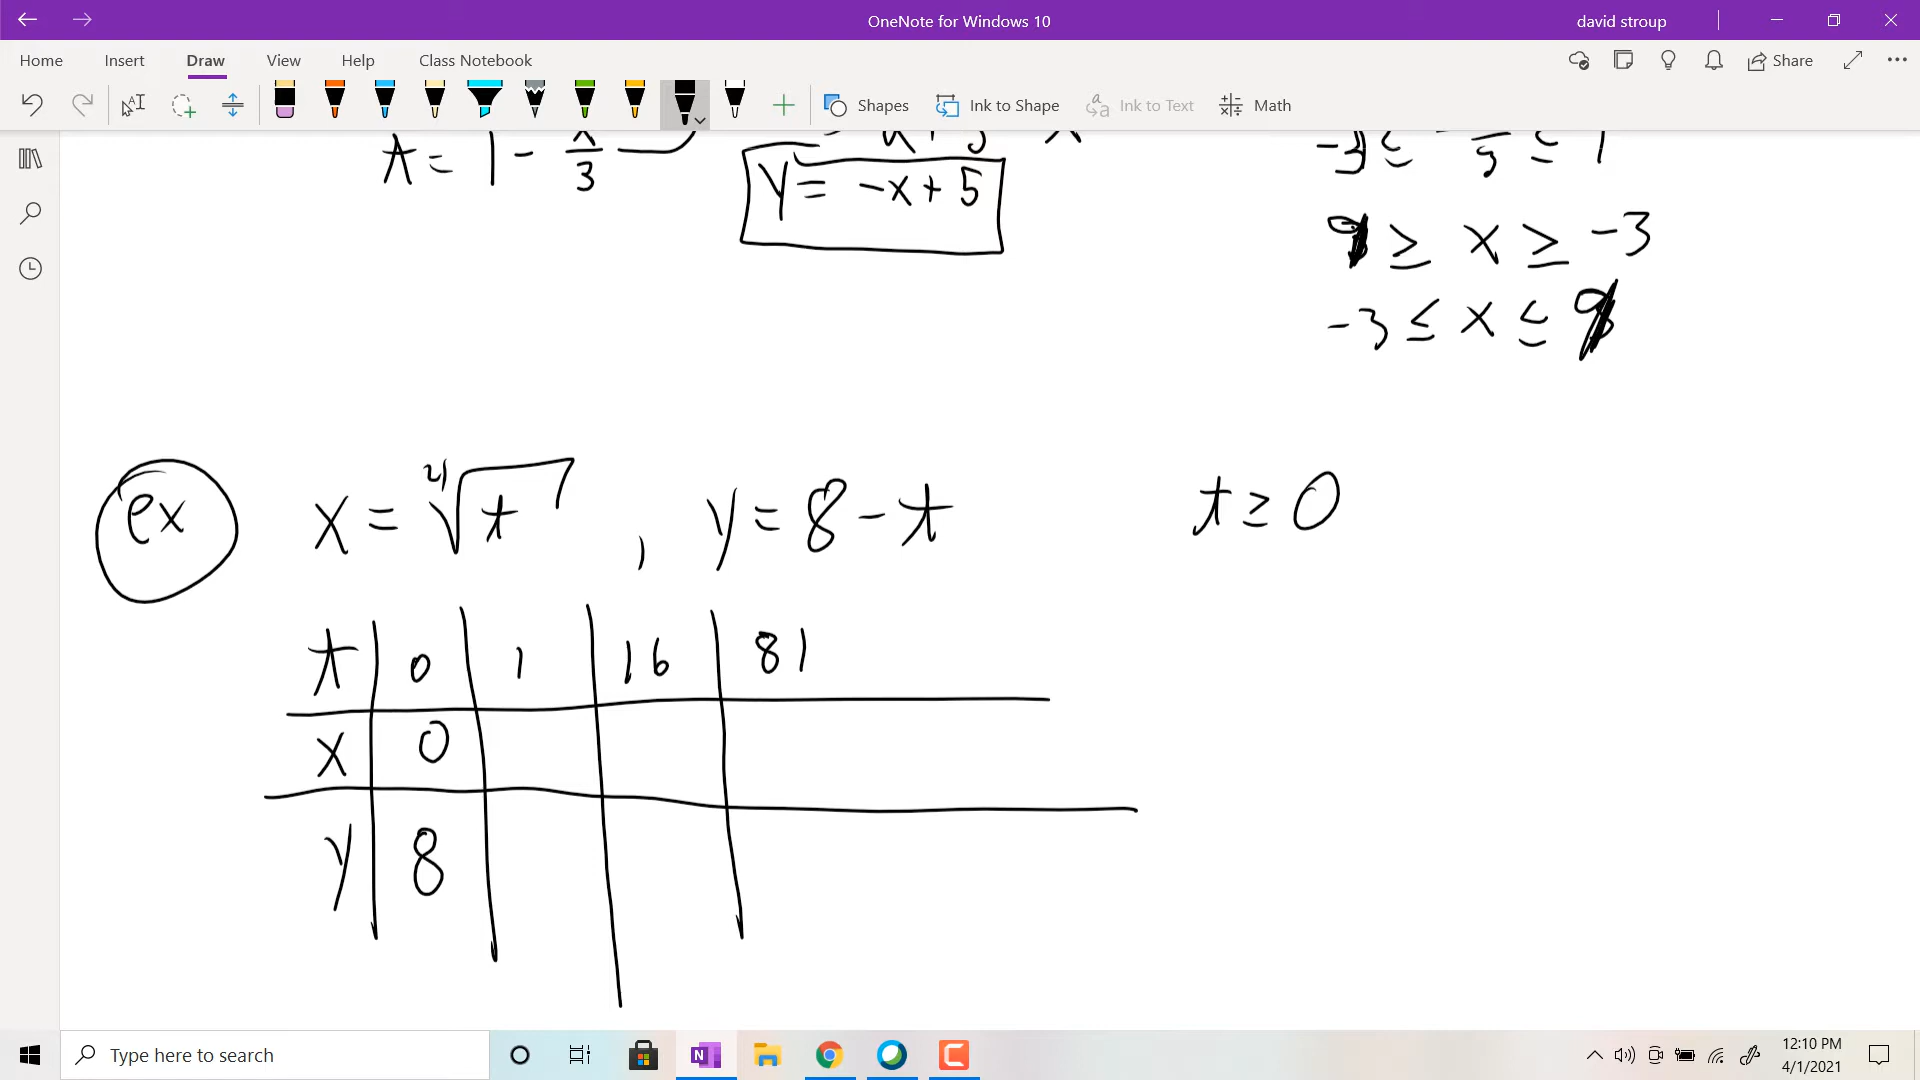 OneNote for Windows 10
david stroup
Home Insert Draw View Help Class Notebook
Share
Shapes Ink to Shape Ink to Text Math
t = 1 - x/3
y = -x + 5
9 ≥ x ≥ -3
-3 ≤ x ≤ 9
ex x = ∜t , y = 8 - t t ≥ 0
t 0 1 16 81
x 0
y 8
Type here to search
12:10 PM
4/1/2021